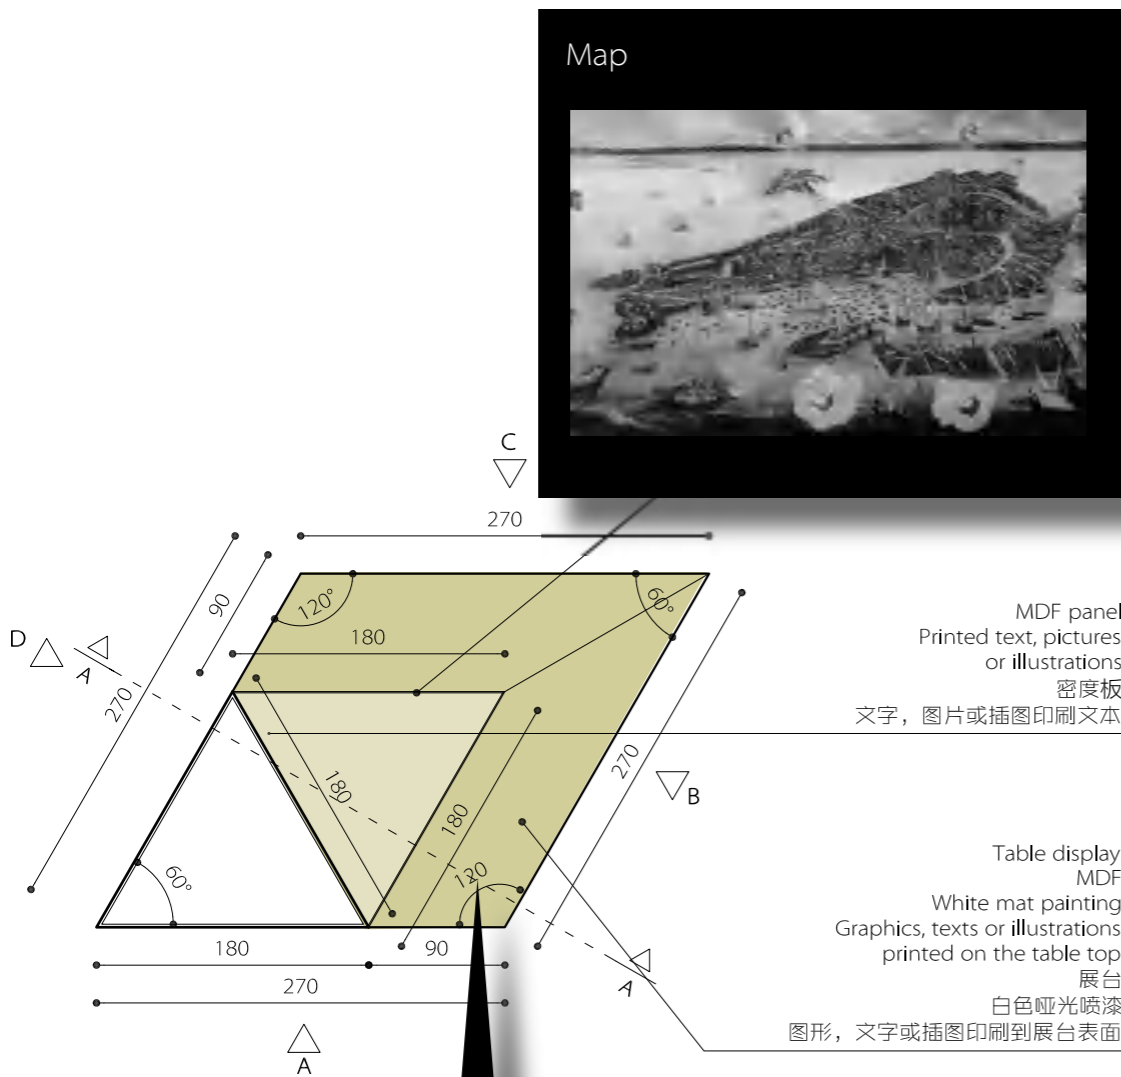 Map
C
270
120°
60°
90
180
D
A
270
MDF panel
Printed text, pictures
or illustrations
密度板
文字，图片或插图印刷文本
180
180
270
B
60°
120
Table display
MDF
White mat painting
Graphics, texts or illustrations
printed on the table top
展台
白色哑光喷漆
图形，文字或插图印刷到展台表面
180
90
A
270
A